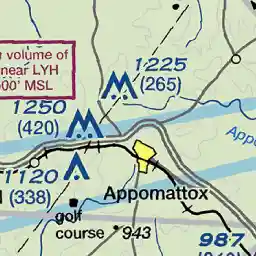 volume of
near LYH
00' MSL
1225
(265)
1250
(420)
1120
(338)
Appomattox
golf
course
943
987